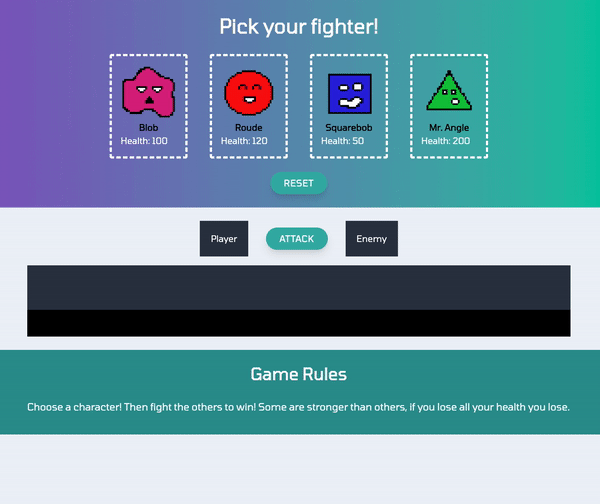 Pick your fighter!
Blob
Health: 100
Roude
Health: 120
Squarebob
Health: 50
Mr. Angle
Health: 200
RESET
Player
ATTACK
Enemy
Game Rules
Choose a character! Then fight the others to win! Some are stronger than others, if you lose all your health you lose.